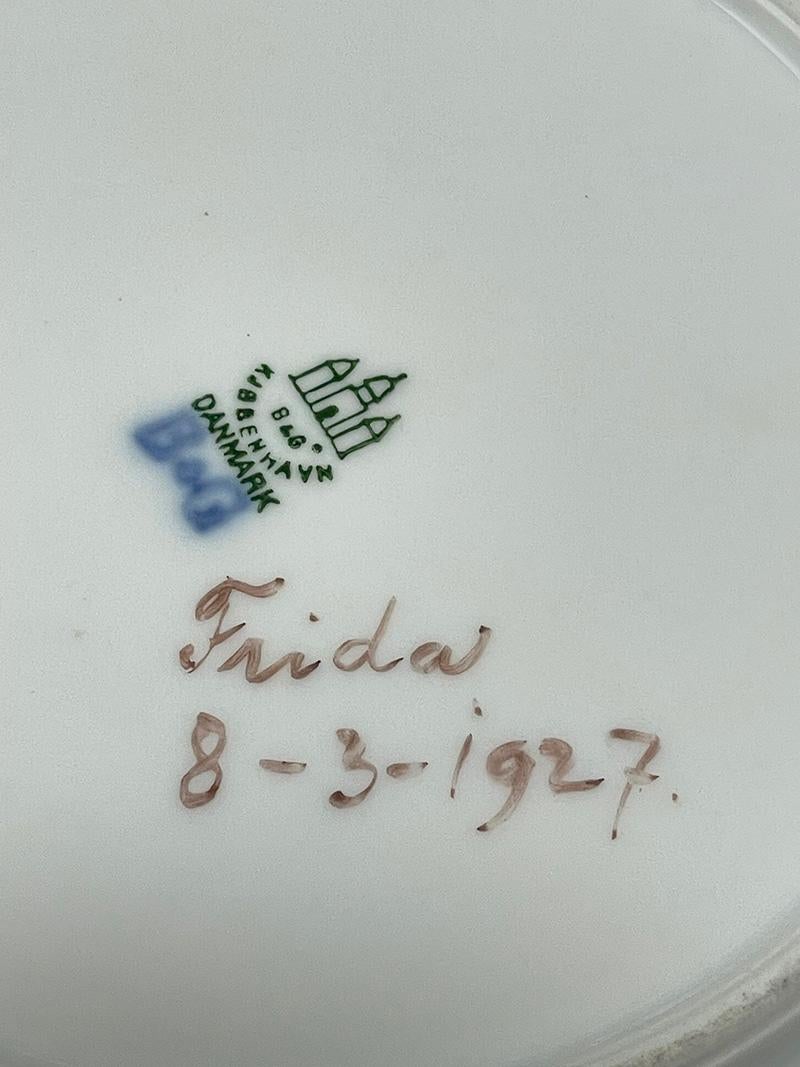 B&G
KJØBENHAVN
DANMARK
B&G
Frida
8-3-1927.